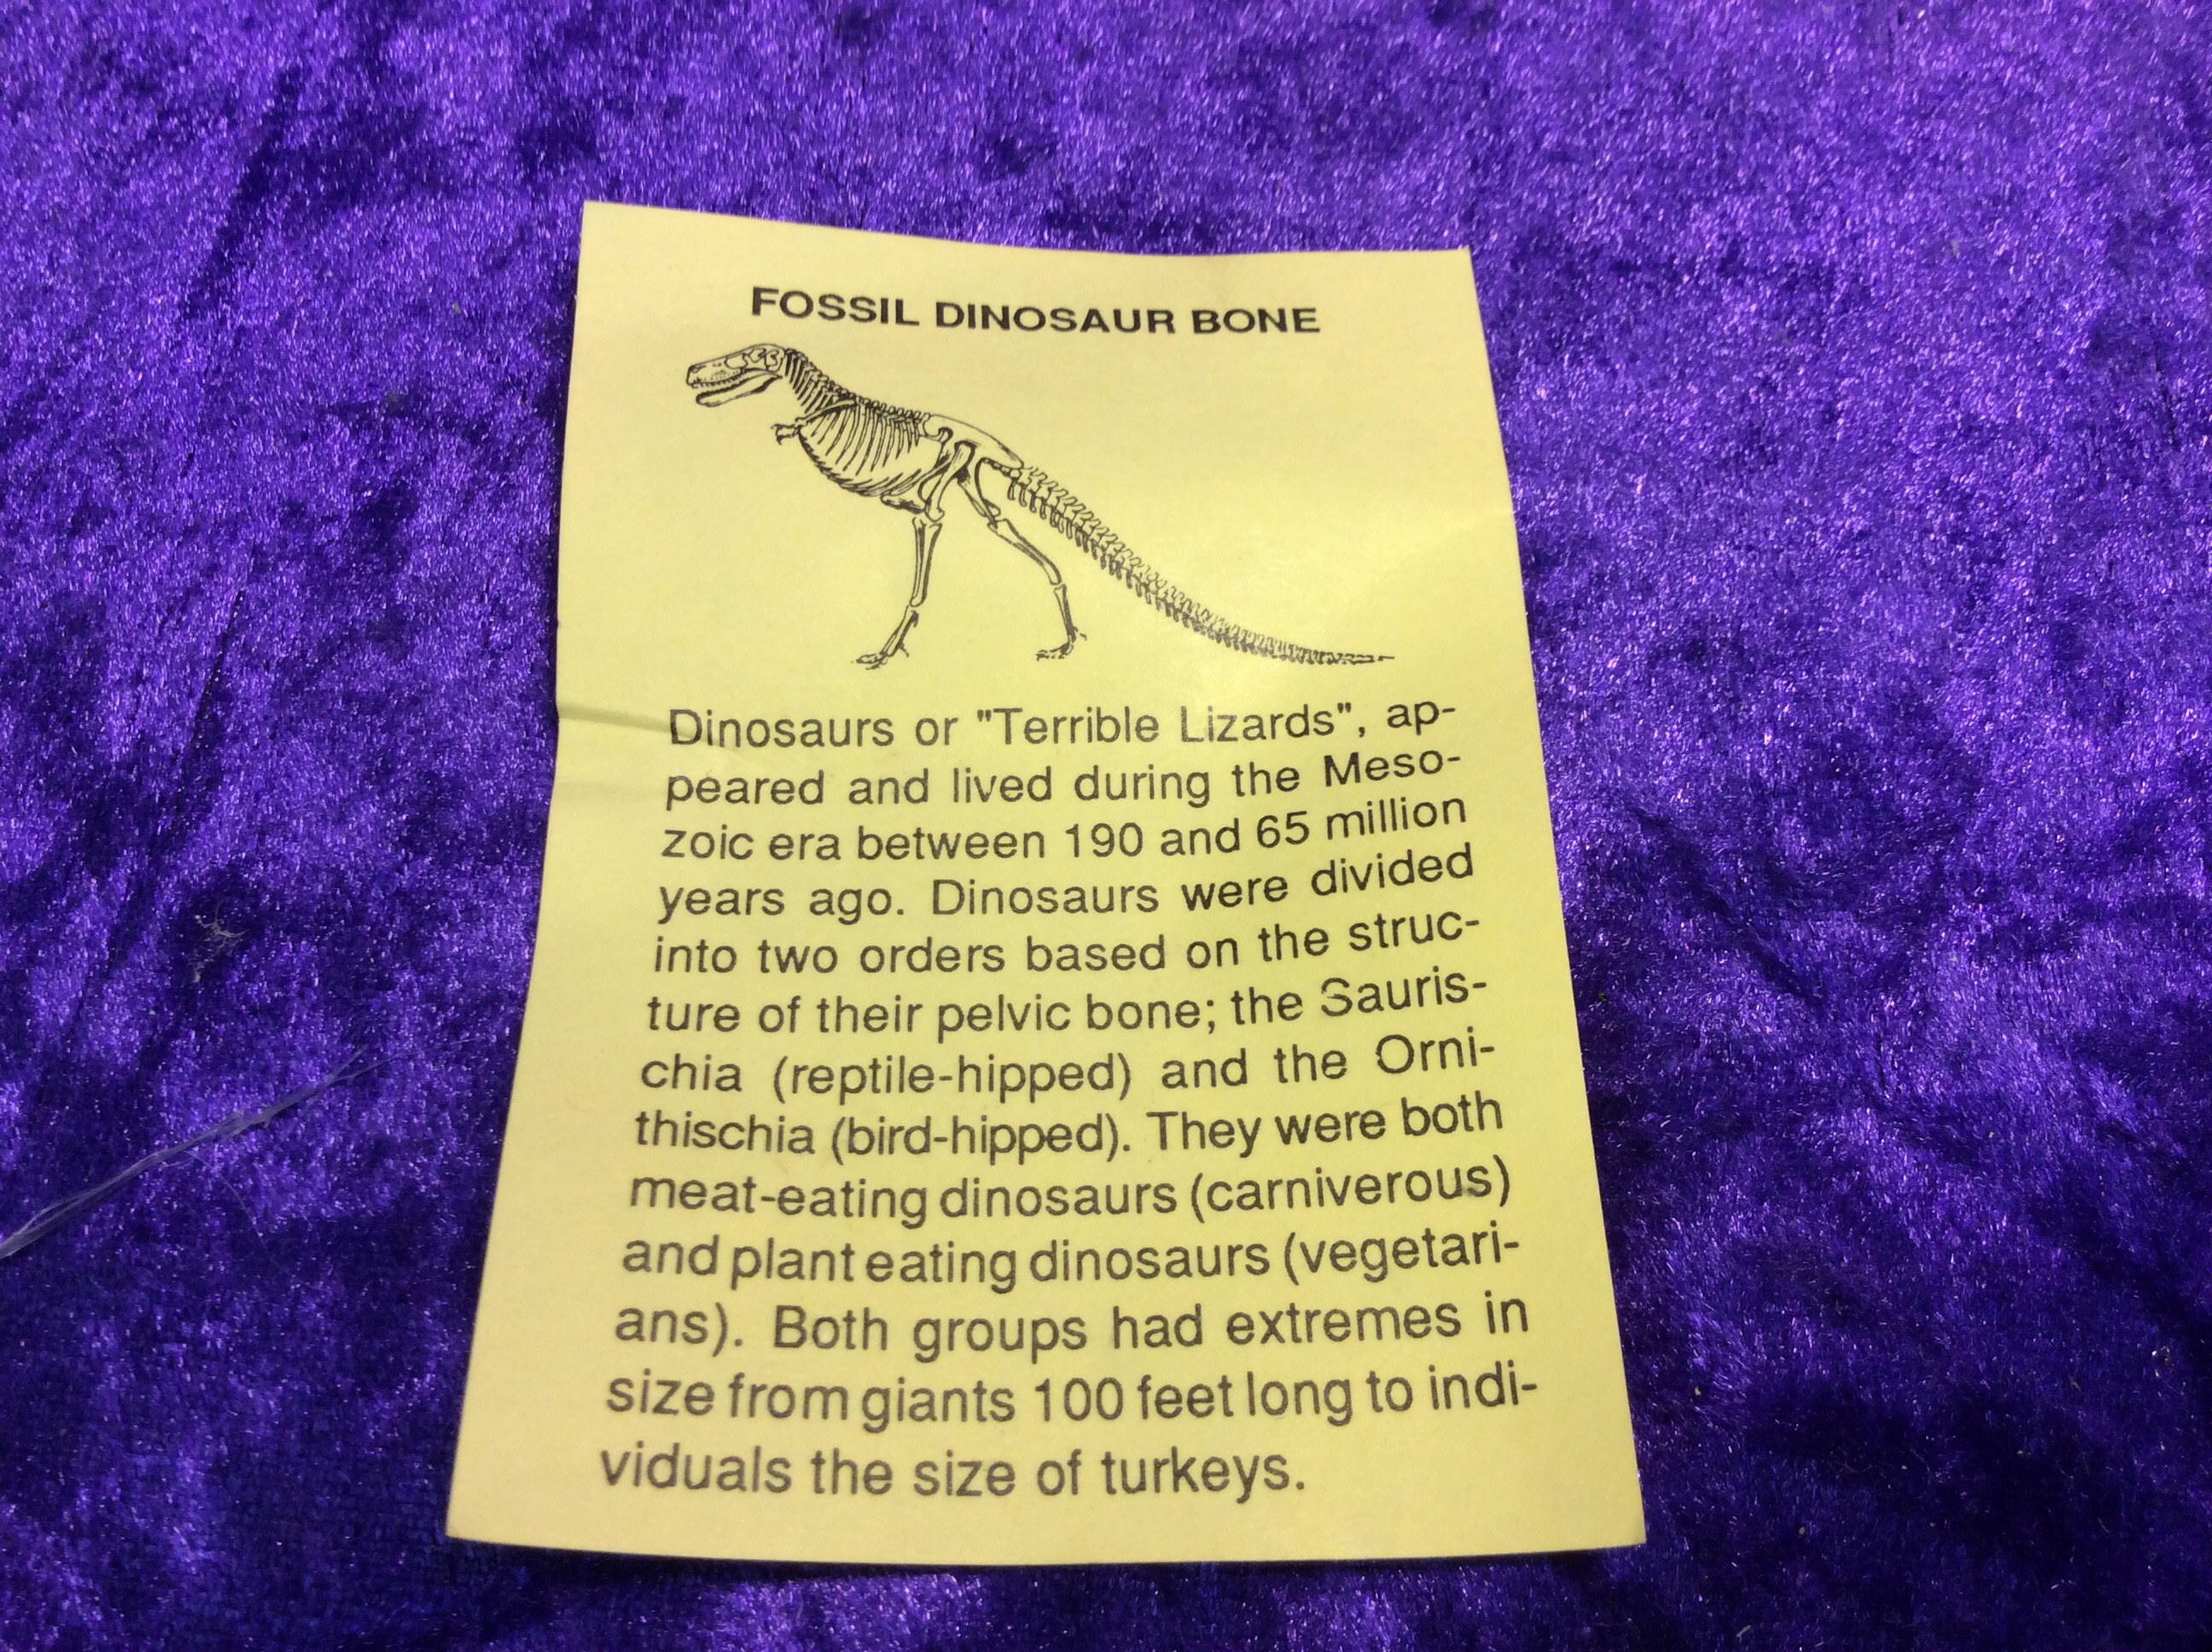 FOSSIL DINOSAUR BONE
Dinosaurs or "Terrible Lizards", ap-
peared and lived during the Meso-
zoic era between 190 and 65 million
years ago. Dinosaurs were divided
into two orders based on the struc-
ture of their pelvic bone; the Sauris-
chia (reptile-hipped) and the Orni-
thischia (bird-hipped). They were both
meat-eating dinosaurs (carniverous)
and plant eating dinosaurs (vegetari-
ans). Both groups had extremes in
size from giants 100 feet long to indi-
viduals the size of turkeys.